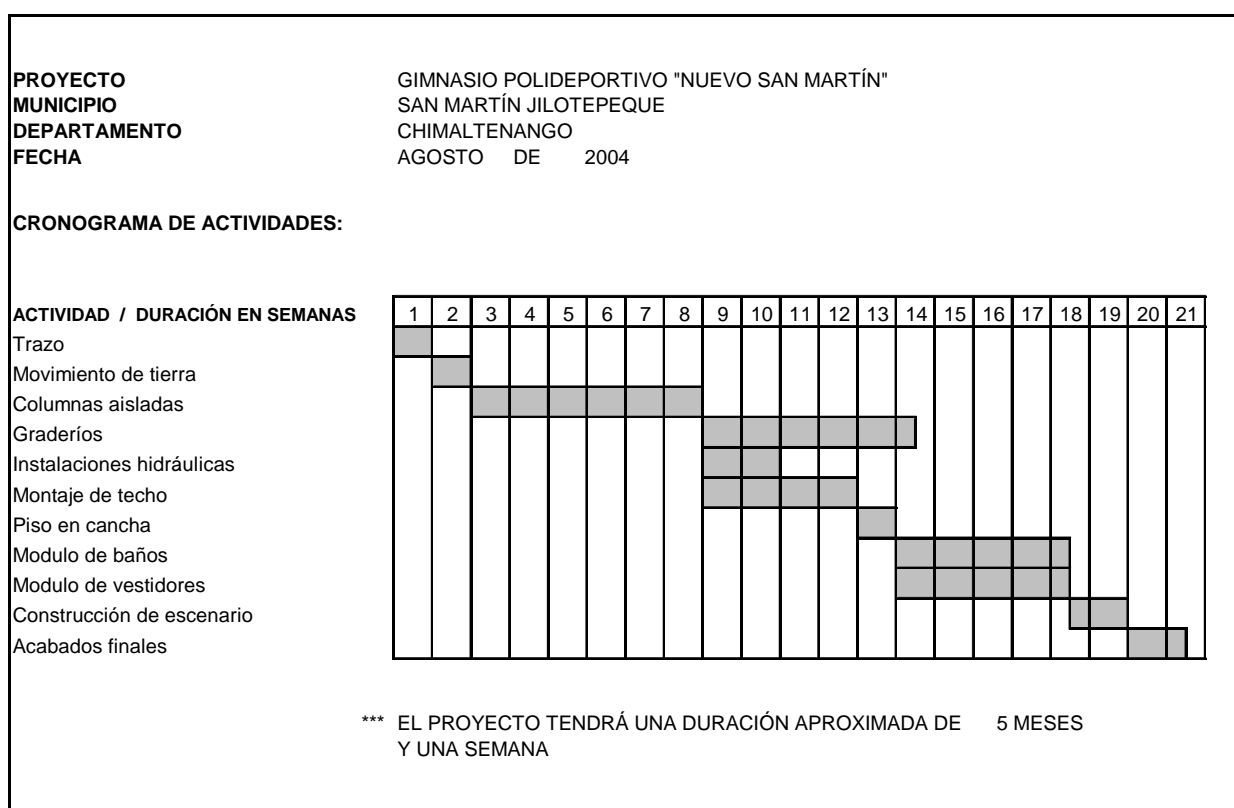 PROYECTO GIMNASIO POLIDEPORTIVO "NUEVO SAN MARTÍN"
MUNICIPIO SAN MARTÍN JILOTEPEQUE
DEPARTAMENTO CHIMALTENANGO
FECHA AGOSTO DE 2004
CRONOGRAMA DE ACTIVIDADES:
ACTIVIDAD / DURACIÓN EN SEMANAS 1 2 3 4 5 6 7 8 9 10 11 12 13 14 15 16 17 18 19 20 21
Trazo
Movimiento de tierra
Columnas aisladas
Graderíos
Instalaciones hidráulicas
Montaje de techo
Piso en cancha
Modulo de baños
Modulo de vestidores
Construcción de escenario
Acabados finales
*** EL PROYECTO TENDRÁ UNA DURACIÓN APROXIMADA DE 5 MESES
Y UNA SEMANA